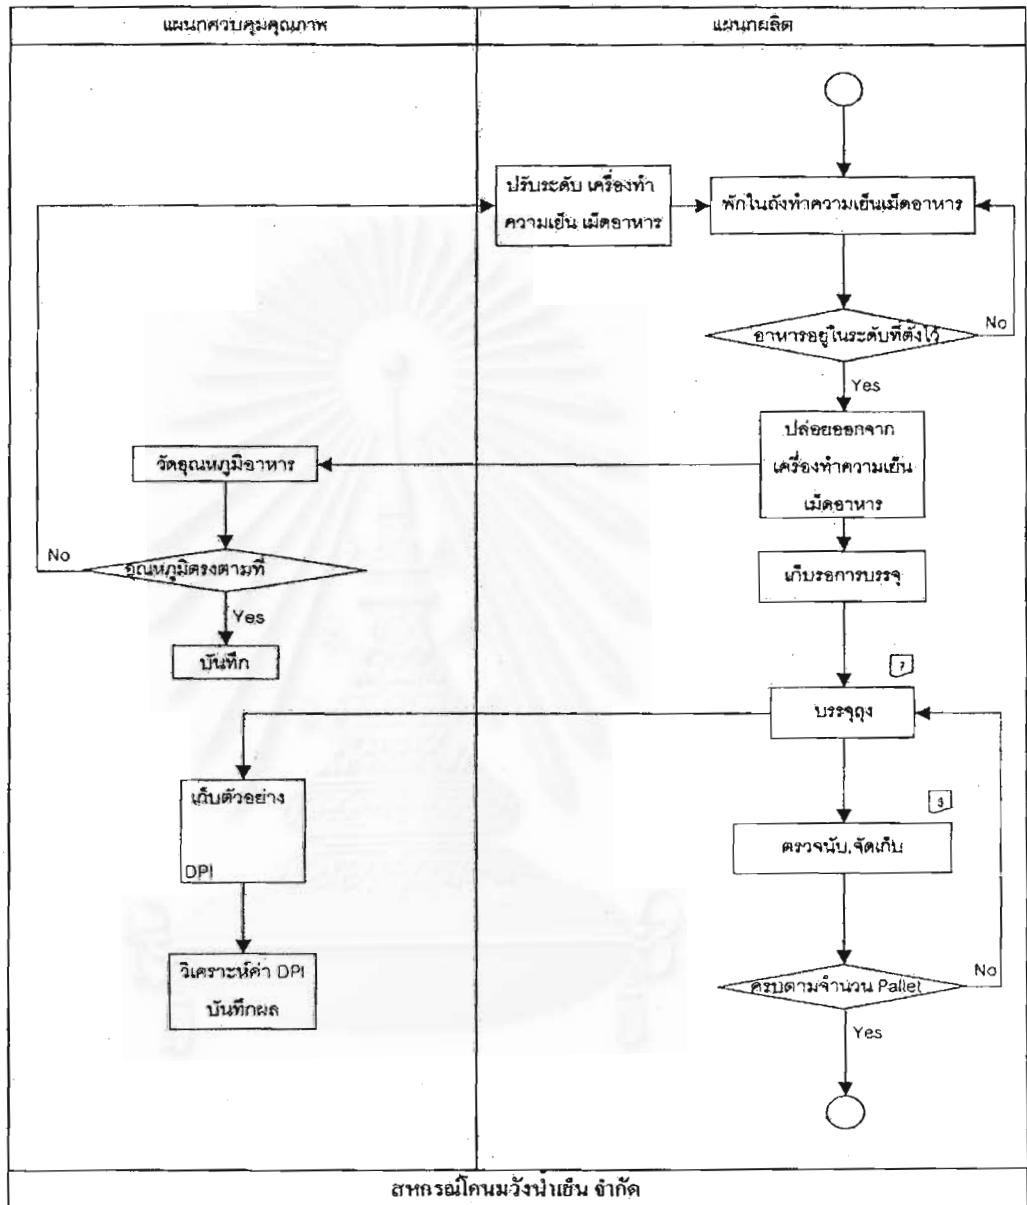 แผนกควบคุมคุณภาพ
แผนกผลิต
ปรับระดับ เครื่องทำ
ความเย็น เม็ดอาหาร
พักในถังทำความเย็นเม็ดอาหาร
อาหารอยู่ในระดับที่ตั้งไว้
No
Yes
ปล่อยออกจาก
เครื่องทำความเย็น
เม็ดอาหาร
วัดอุณหภูมิอาหาร
No
อุณหภูมิตรงตามที่
Yes
บันทึก
เก็บรอการบรรจุ
7
บรรจุถุง
เก็บตัวอย่าง
DPI
ตรวจนับ,จัดเก็บ
วิเคราะห์ค่า DPI
บันทึกผล
ครบตามจำนวน Pallet
No
Yes
สหกรณ์โคนมวังน้ำเย็น จำกัด